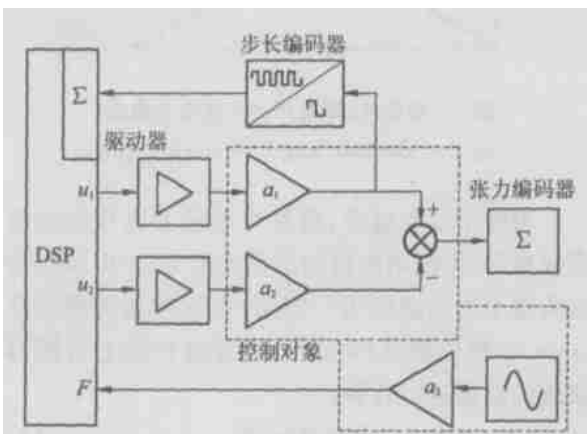 步长编码器
Σ
驱动器
u₁
a₁
+
张力编码器
Σ
DSP
u₂
a₂
−
控制对象
F
a₃